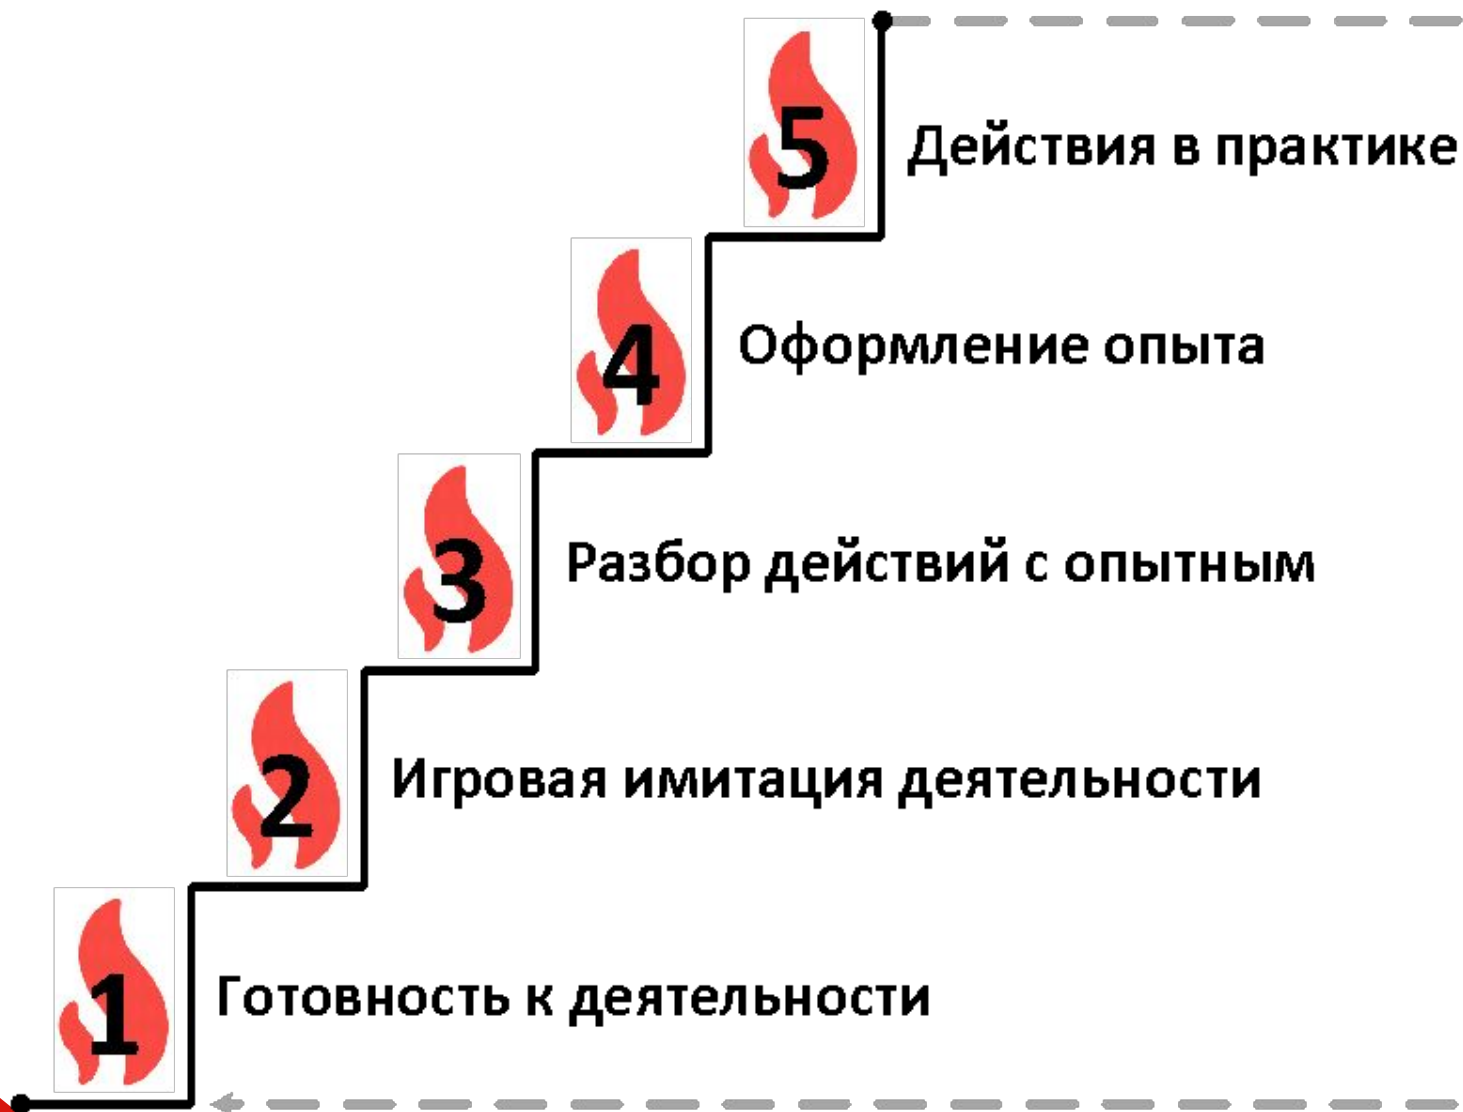 5
Действия в практике
4
Оформление опыта
3
Разбор действий с опытным
2
Игровая имитация деятельности
1
Готовность к деятельности